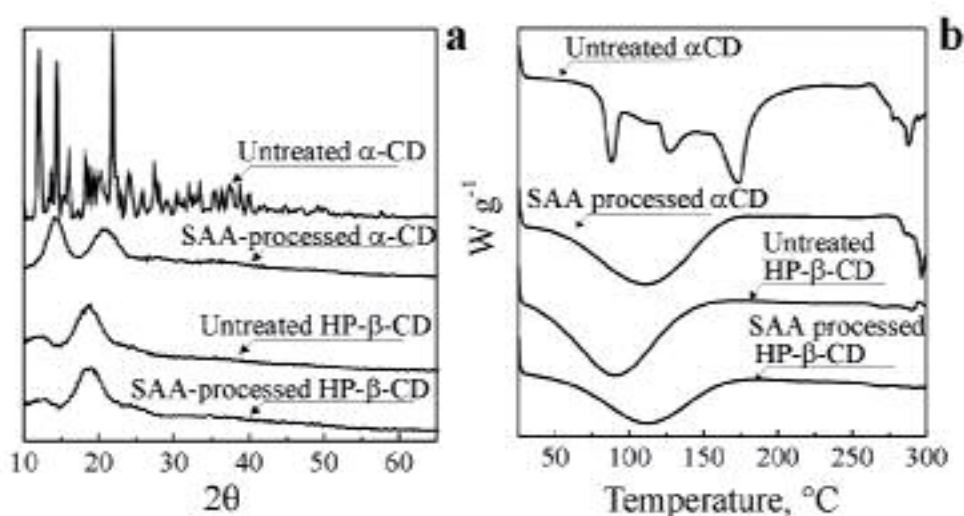 a
Untreated α-CD
SAA-processed α-CD
Untreated HP-β-CD
SAA-processed HP-β-CD
10 20 30 40 50 60
2θ
b
Untreated αCD
W g⁻¹
SAA processed αCD
Untreated
HP-β-CD
SAA processed
HP-β-CD
50 100 150 200 250 300
Temperature, °C